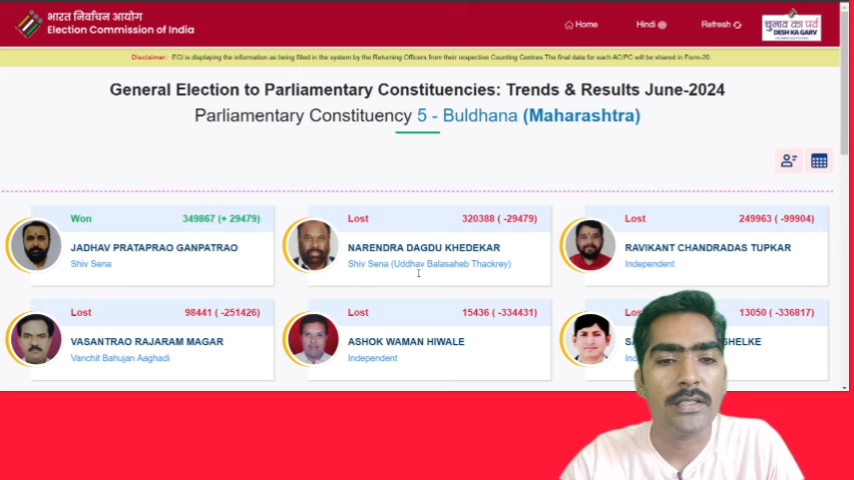 भारत निर्वाचन आयोग
Election Commission of India
Home
Hindi
Refresh
चुनाव का पर्व
DESH KA GARV
Disclaimer: ECI is displaying the information as being filled in the system by the Returning Officers from their respective Counting Centres.The final data for each AC/PC will be shared in Form-20.
General Election to Parliamentary Constituencies: Trends & Results June-2024
Parliamentary Constituency 5 - Buldhana (Maharashtra)
Won 349867 (+ 29479)
JADHAV PRATAPRAO GANPATRAO
Shiv Sena
Lost 320388 ( -29479)
NARENDRA DAGDU KHEDEKAR
Shiv Sena (Uddhav Balasaheb Thackrey)
Lost 249963 ( -99904)
RAVIKANT CHANDRADAS TUPKAR
Independent
Lost 98441 ( -251426)
VASANTRAO RAJARAM MAGAR
Vanchit Bahujan Aaghadi
Lost 15436 ( -334431)
ASHOK WAMAN HIWALE
Independent
13050 ( -336817)
SHELKE